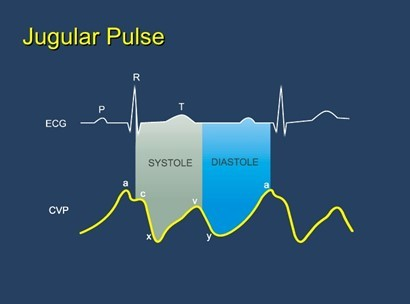 Jugular Pulse
R
P
T
ECG
SYSTOLE
DIASTOLE
a
c
v
a
CVP
x
y